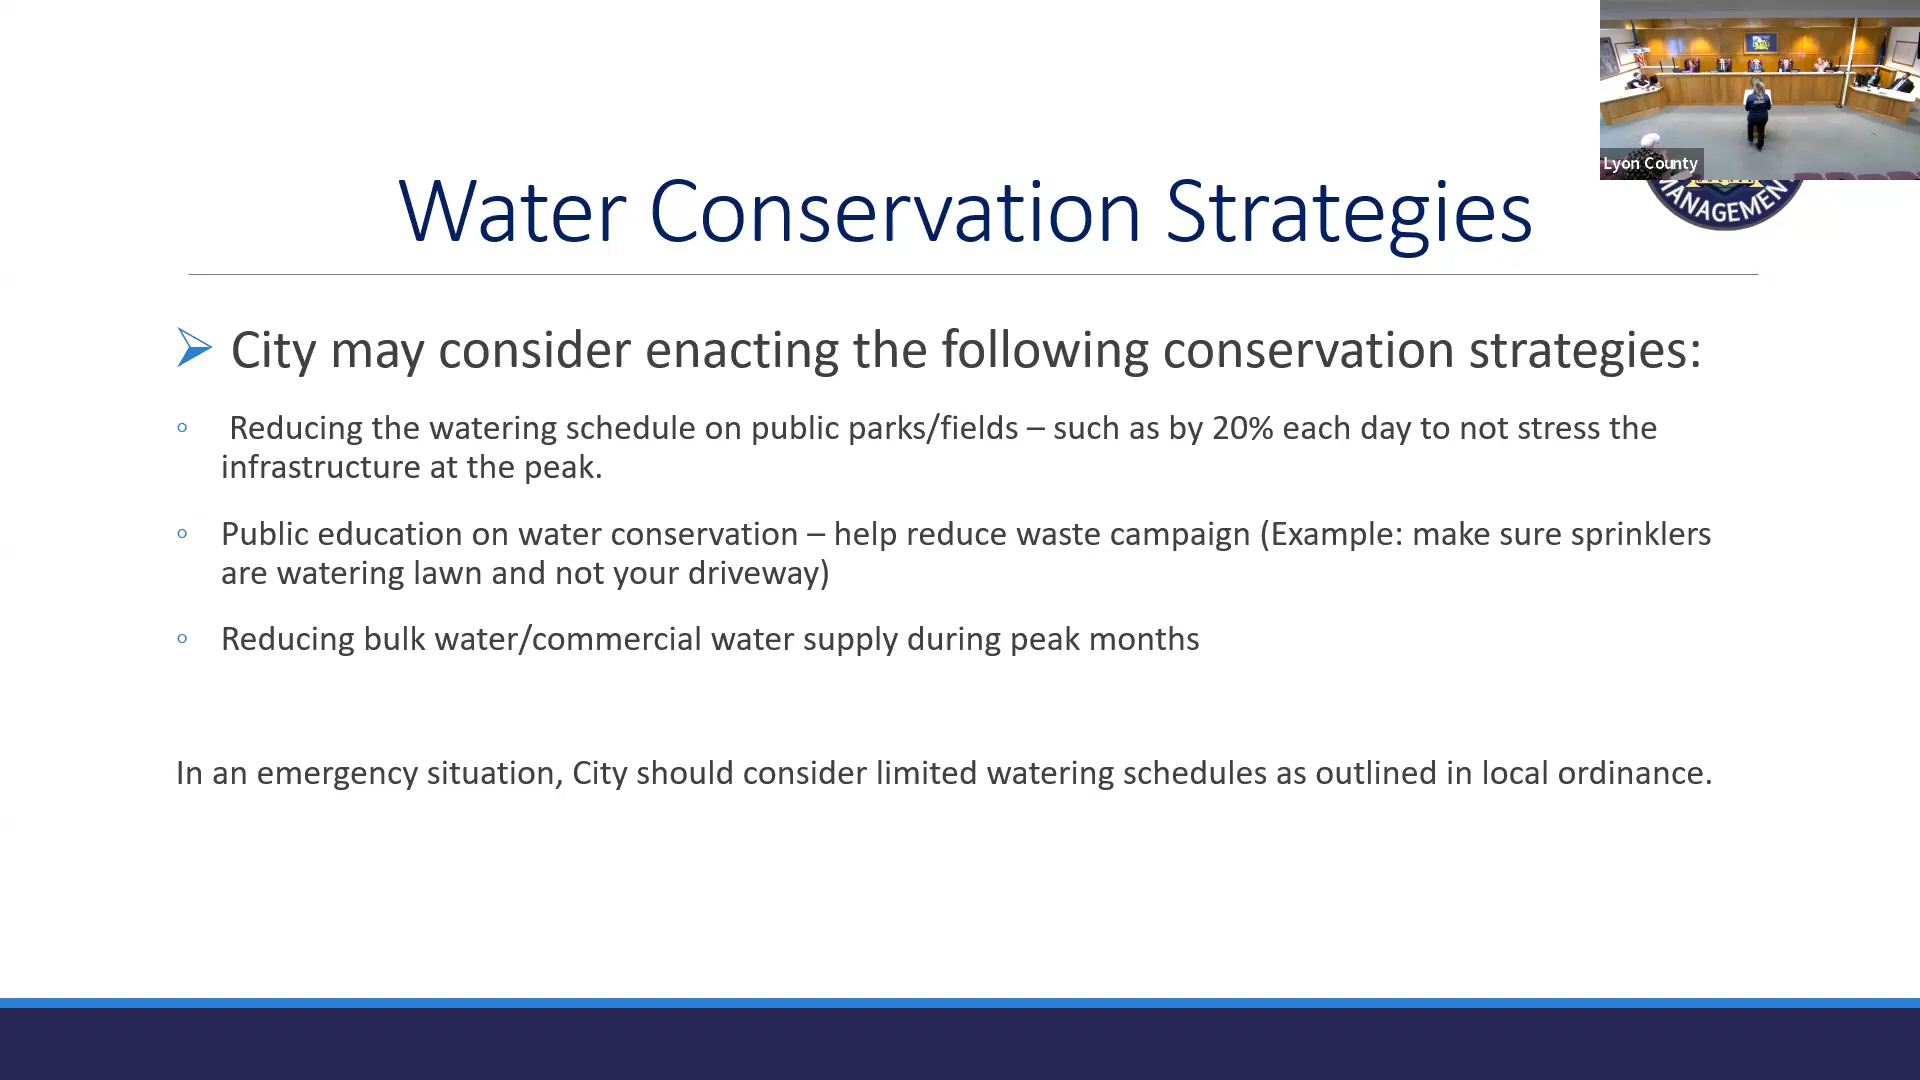 Lyon County
MANAGEMENT
Water Conservation Strategies
City may consider enacting the following conservation strategies:
Reducing the watering schedule on public parks/fields – such as by 20% each day to not stress the
infrastructure at the peak.
Public education on water conservation – help reduce waste campaign (Example: make sure sprinklers
are watering lawn and not your driveway)
Reducing bulk water/commercial water supply during peak months
In an emergency situation, City should consider limited watering schedules as outlined in local ordinance.